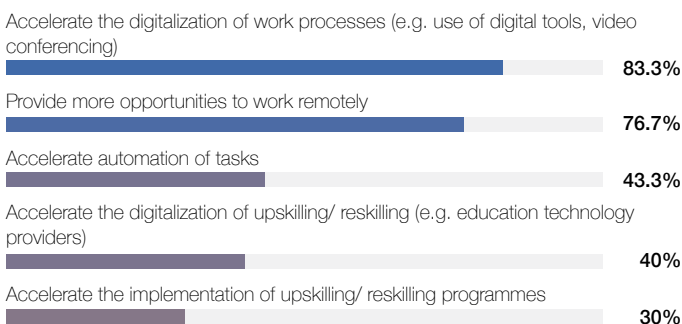 Accelerate the digitalization of work processes (e.g. use of digital tools, video
conferencing)
83.3%
Provide more opportunities to work remotely
76.7%
Accelerate automation of tasks
43.3%
Accelerate the digitalization of upskilling/ reskilling (e.g. education technology
providers)
40%
Accelerate the implementation of upskilling/ reskilling programmes
30%